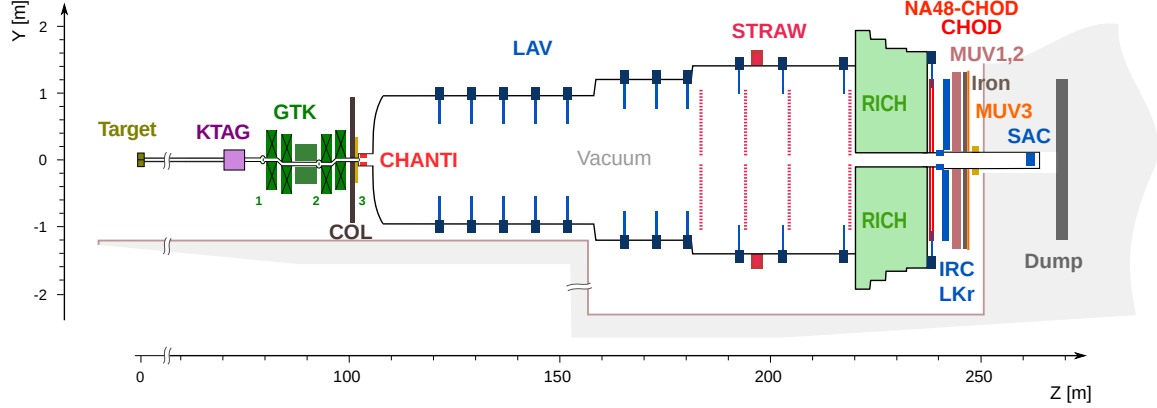 Y [m]
NA48-CHOD
CHOD
STRAW
LAV
MUV1,2
Iron
GTK
RICH
MUV3
Target
KTAG
SAC
CHANTI
Vacuum
1
2
3
COL
RICH
IRC
LKr
Dump
2
1
0
-1
-2
0
100
150
200
250
Z [m]